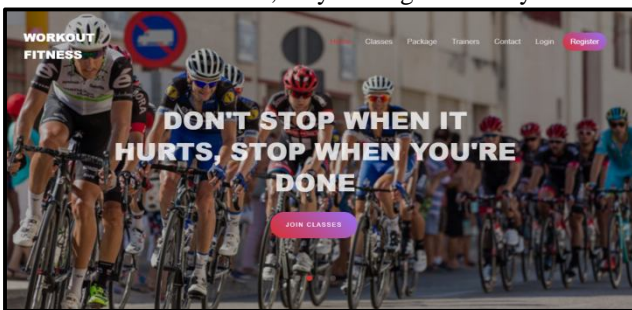 WORKOUT
FITNESS
Classes Package Trainers Contact Login Register
DON'T STOP WHEN IT
HURTS, STOP WHEN YOU'RE
DONE
JOIN CLASSES